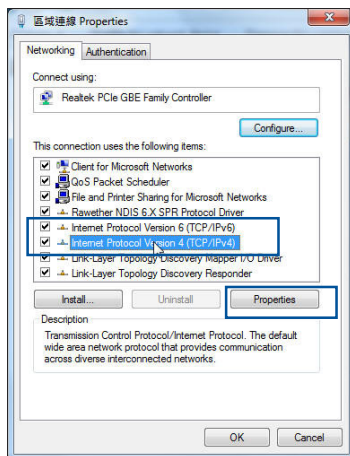 區域連線 Properties
Networking Authentication
Connect using:
Realtek PCIe GBE Family Controller
Configure...
This connection uses the following items:
Client for Microsoft Networks
QoS Packet Scheduler
File and Printer Sharing for Microsoft Networks
Rawether NDIS 6.X SPR Protocol Driver
Internet Protocol Version 6 (TCP/IPv6)
Internet Protocol Version 4 (TCP/IPv4)
Link-Layer Topology Discovery Mapper I/O Driver
Link-Layer Topology Discovery Responder
Install... Uninstall Properties
Description
Transmission Control Protocol/Internet Protocol. The default
wide area network protocol that provides communication
across diverse interconnected networks.
OK Cancel